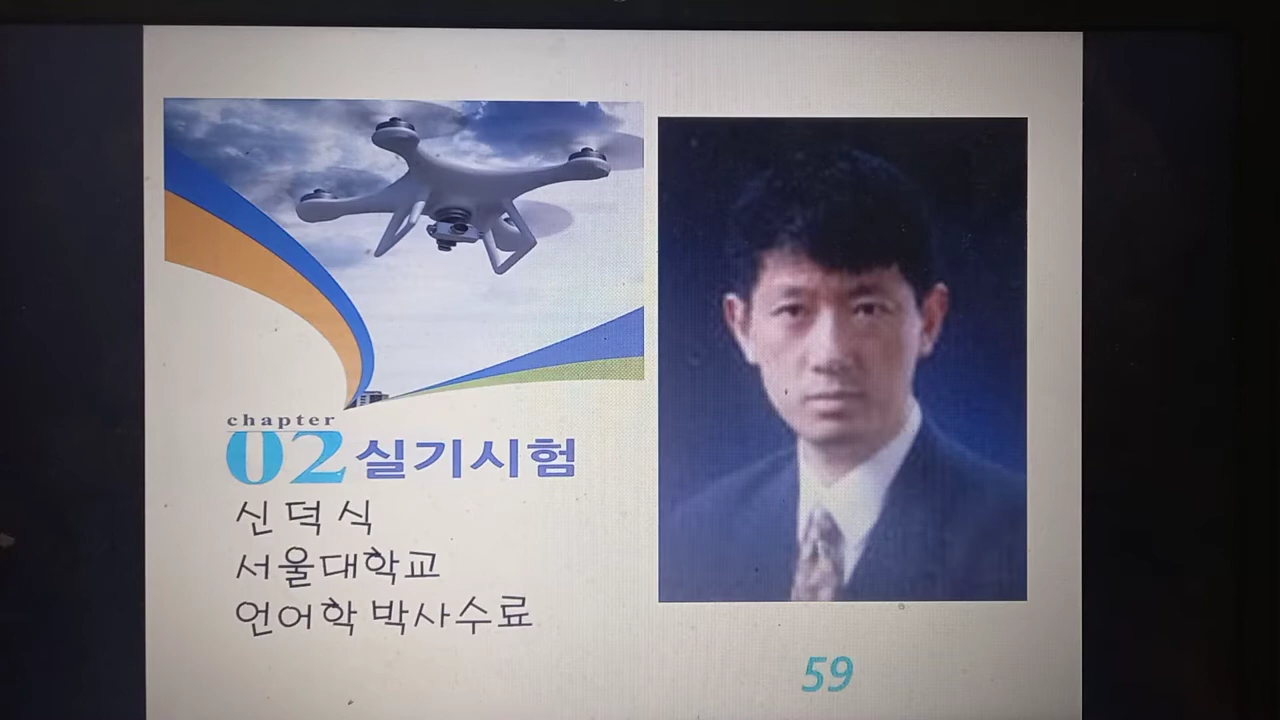 chapter
02 실기시험
신덕식
서울대학교
언어학 박사수료
59